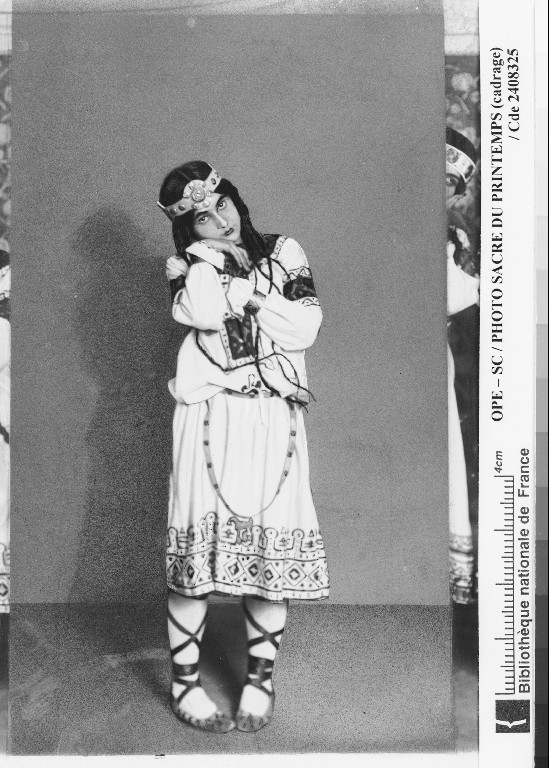 OPE – SC / PHOTO SACRE DU PRINTEMPS (cadrage)
/ Cde 2408325
4cm
Bibliothèque nationale de France